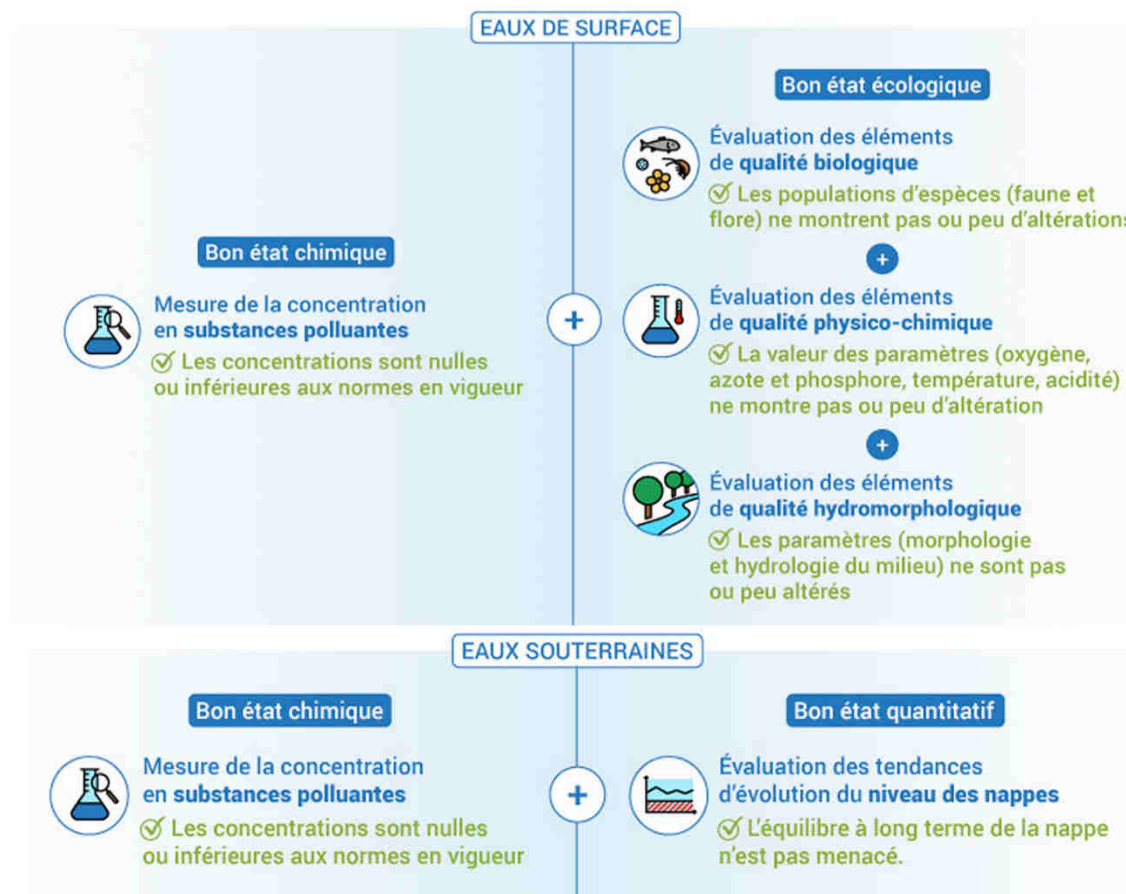 EAUX DE SURFACE
Bon état chimique
Mesure de la concentration
en substances polluantes
Les concentrations sont nulles
ou inférieures aux normes en vigueur
+
Bon état écologique
Évaluation des éléments
de qualité biologique
Les populations d'espèces (faune et
flore) ne montrent pas ou peu d'altérations
+
Évaluation des éléments
de qualité physico-chimique
La valeur des paramètres (oxygène,
azote et phosphore, température, acidité)
ne montre pas ou peu d'altération
+
Évaluation des éléments
de qualité hydromorphologique
Les paramètres (morphologie
et hydrologie du milieu) ne sont pas
ou peu altérés
EAUX SOUTERRAINES
Bon état chimique
Mesure de la concentration
en substances polluantes
Les concentrations sont nulles
ou inférieures aux normes en vigueur
+
Bon état quantitatif
Évaluation des tendances
d'évolution du niveau des nappes
L'équilibre à long terme de la nappe
n'est pas menacé.